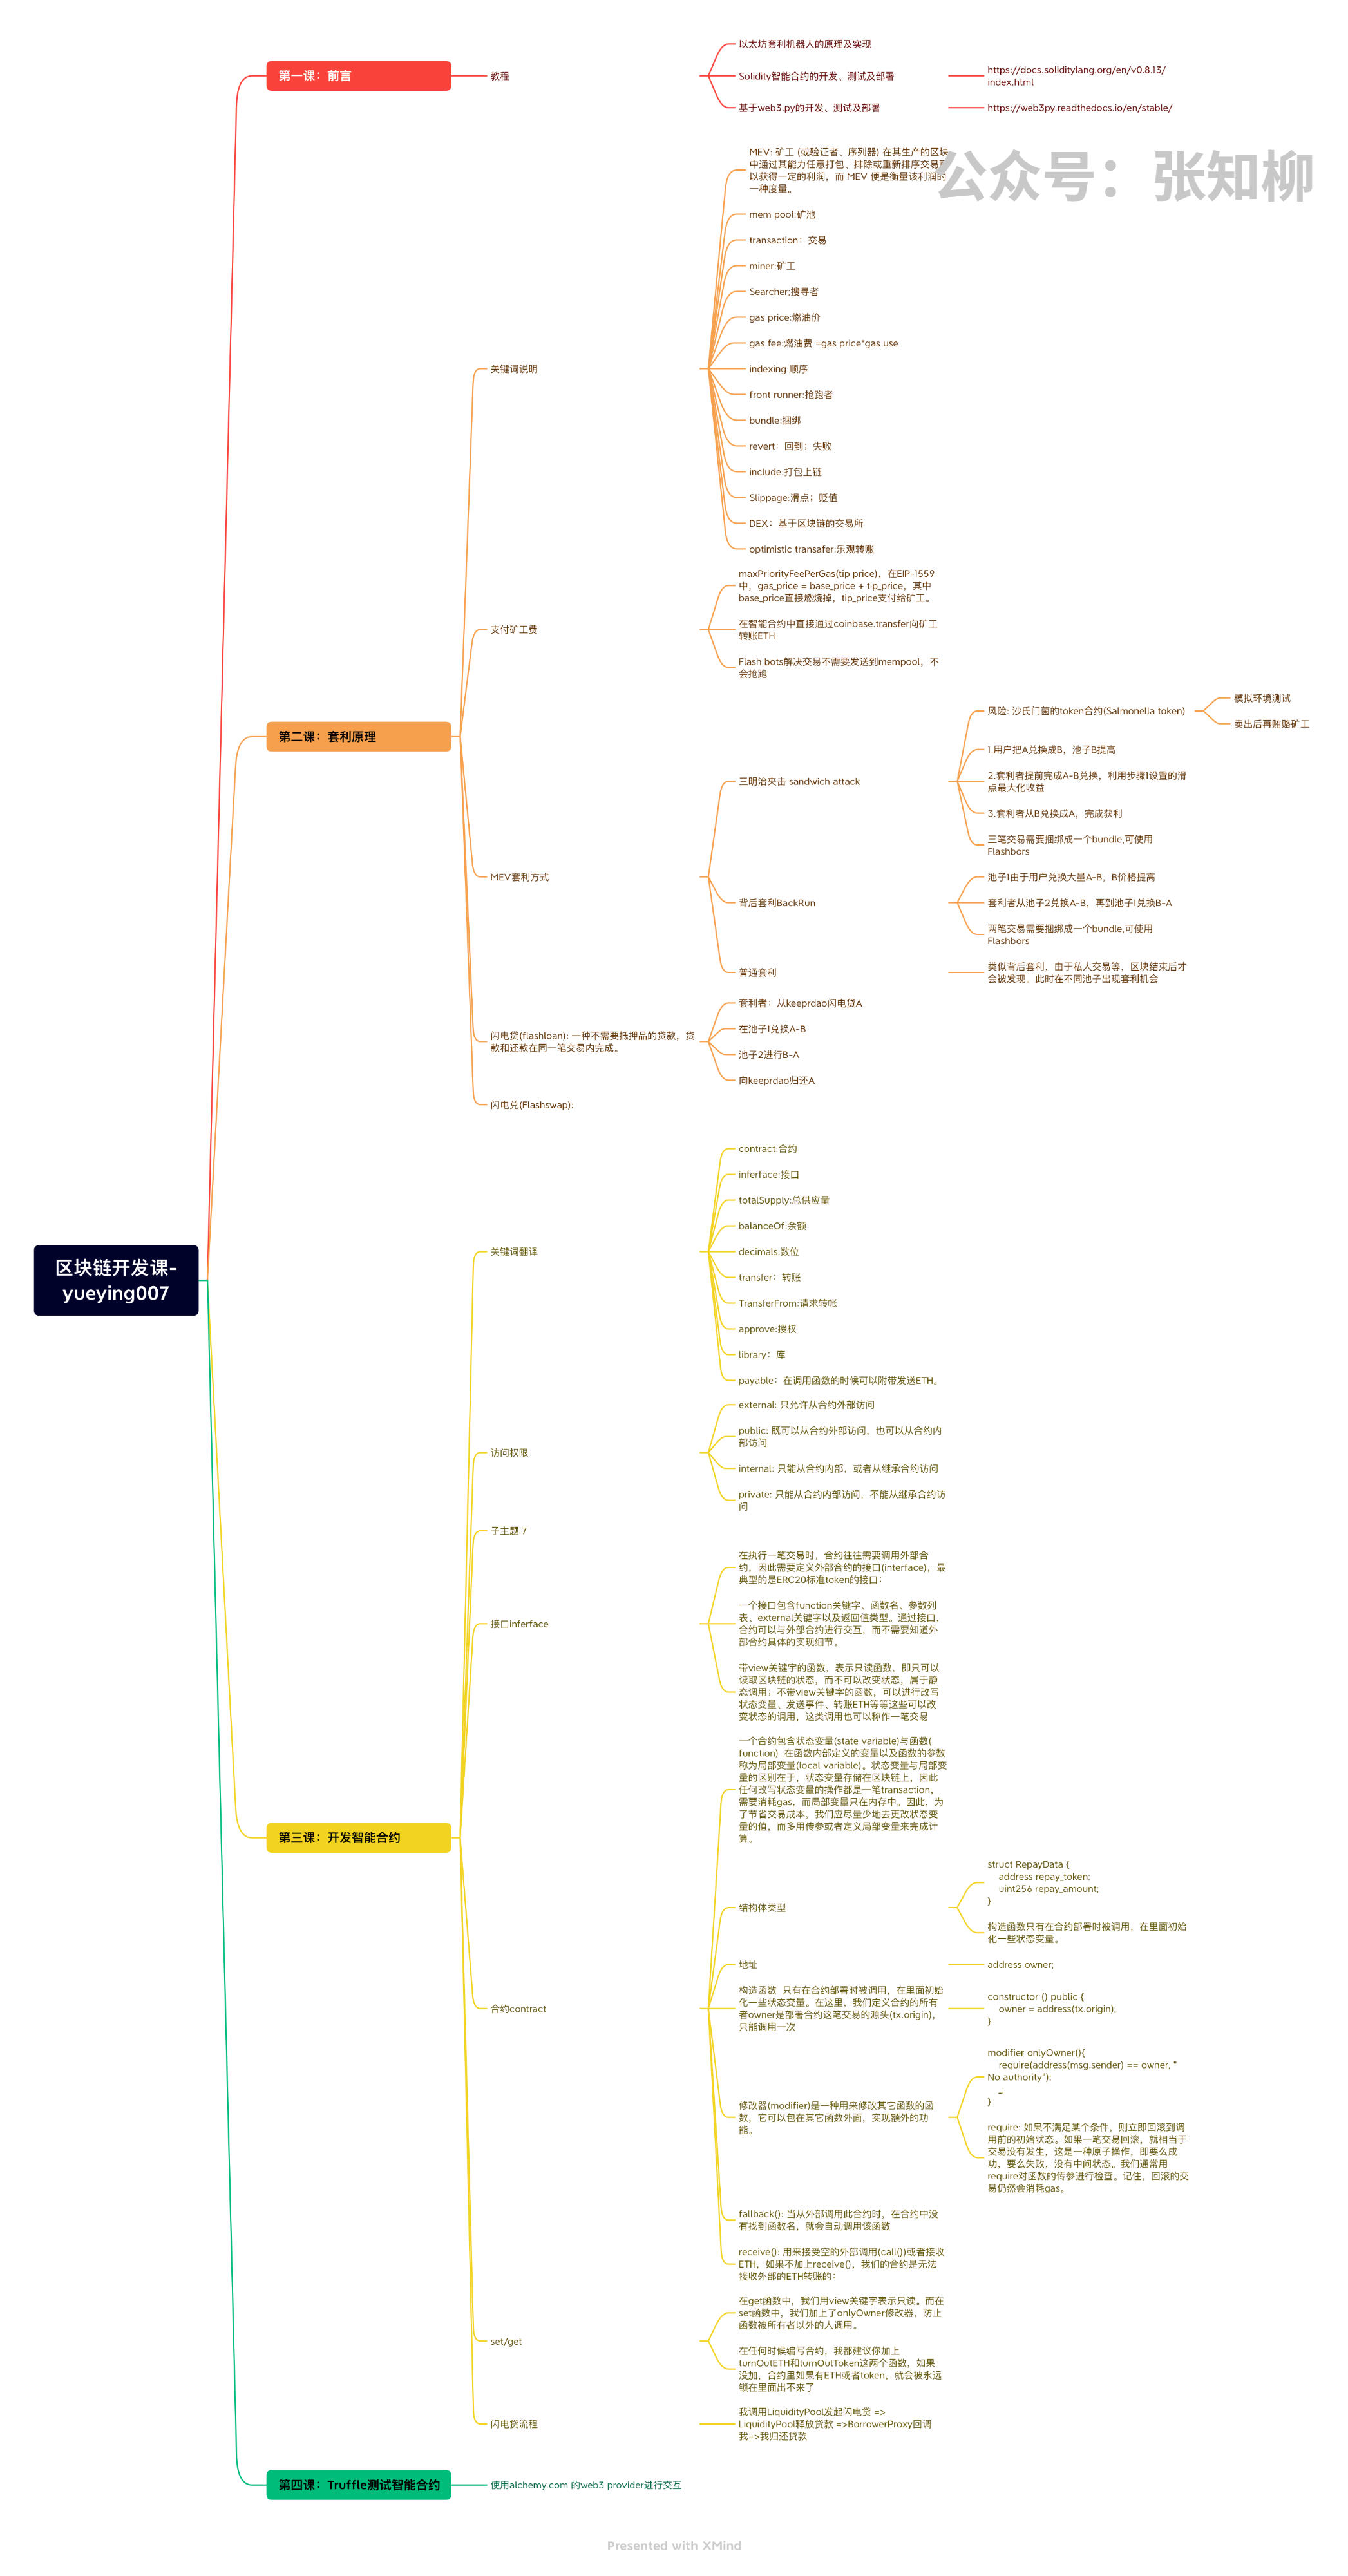 区块链开发课-
yueying007
第一课：前言
教程
以太坊套利机器人的原理及实现
Solidity智能合约的开发、测试及部署
https://docs.soliditylang.org/en/v0.8.13/
index.html
基于web3.py的开发、测试及部署
https://web3py.readthedocs.io/en/stable/
公众号：张知柳
第二课：套利原理
关键词说明
MEV: 矿工 (或验证者、序列器) 在其生产的区块
中通过其能力任意打包、排除或重新排序交易可
以获得一定的利润，而 MEV 便是衡量该利润的
一种度量。
mem pool:矿池
transaction：交易
miner:矿工
Searcher;搜寻者
gas price:燃油价
gas fee:燃油费 =gas price*gas use
indexing:顺序
front runner:抢跑者
bundle:捆绑
revert：回到；失败
include:打包上链
Slippage:滑点；贬值
DEX：基于区块链的交易所
optimistic transafer:乐观转账
支付矿工费
maxPriorityFeePerGas(tip price)，在EIP-1559
中，gas_price = base_price + tip_price，其中
base_price直接燃烧掉，tip_price支付给矿工。
在智能合约中直接通过coinbase.transfer向矿工
转账ETH
Flash bots解决交易不需要发送到mempool，不
会抢跑
MEV套利方式
三明治夹击 sandwich attack
风险: 沙氏门菌的token合约(Salmonella token)
模拟环境测试
卖出后再贿赂矿工
1.用户把A兑换成B，池子B提高
2.套利者提前完成A-B兑换，利用步骤1设置的滑
点最大化收益
3.套利者从B兑换成A，完成获利
三笔交易需要捆绑成一个bundle,可使用
Flashbors
背后套利BackRun
池子1由于用户兑换大量A-B，B价格提高
套利者从池子2兑换A-B，再到池子1兑换B-A
两笔交易需要捆绑成一个bundle,可使用
Flashbors
普通套利
类似背后套利，由于私人交易等，区块结束后才
会被发现。此时在不同池子出现套利机会
闪电贷(flashloan): 一种不需要抵押品的贷款，贷
款和还款在同一笔交易内完成。
套利者：从keeprdao闪电贷A
在池子1兑换A-B
池子2进行B-A
向keeprdao归还A
闪电兑(Flashswap):
第三课：开发智能合约
关键词翻译
contract:合约
inferface:接口
totalSupply:总供应量
balanceOf:余额
decimals:数位
transfer：转账
TransferFrom:请求转帐
approve:授权
library：库
payable：在调用函数的时候可以附带发送ETH。
访问权限
external: 只允许从合约外部访问
public: 既可以从合约外部访问，也可以从合约内
部访问
internal: 只能从合约内部，或者从继承合约访问
private: 只能从合约内部访问，不能从继承合约访
问
子主题 7
接口inferface
在执行一笔交易时，合约往往需要调用外部合
约，因此需要定义外部合约的接口(interface)，最
典型的是ERC20标准token的接口：
一个接口包含function关键字、函数名、参数列
表、external关键字以及返回值类型。通过接口，
合约可以与外部合约进行交互，而不需要知道外
部合约具体的实现细节。
带view关键字的函数，表示只读函数，即只可以
读取区块链的状态，而不可以改变状态，属于静
态调用；不带view关键字的函数，可以进行改写
状态变量、发送事件、转账ETH等等这些可以改
变状态的调用，这类调用也可以称作一笔交易
合约contract
一个合约包含状态变量(state variable)与函数(
function) .在函数内部定义的变量以及函数的参数
称为局部变量(local variable)。状态变量与局部变
量的区别在于，状态变量存储在区块链上，因此
任何改写状态变量的操作都是一笔transaction，
需要消耗gas，而局部变量只在内存中。因此，为
了节省交易成本，我们应尽量少地去更改状态变
量的值，而多用传参或者定义局部变量来完成计
算。
结构体类型
struct RepayData {
address repay_token;
uint256 repay_amount;
}
构造函数只有在合约部署时被调用，在里面初始
化一些状态变量。
地址
address owner;
构造函数 只有在合约部署时被调用，在里面初始
化一些状态变量。在这里，我们定义合约的所有
者owner是部署合约这笔交易的源头(tx.origin)，
只能调用一次
constructor () public {
owner = address(tx.origin);
}
修改器(modifier)是一种用来修改其它函数的函
数，它可以包在其它函数外面，实现额外的功
能。
modifier onlyOwner(){
require(address(msg.sender) == owner, "
No authority");
_;
}
require: 如果不满足某个条件，则立即回滚到调
用前的初始状态。如果一笔交易回滚，就相当于
交易没有发生，这是一种原子操作，即要么成
功，要么失败，没有中间状态。我们通常用
require对函数的传参进行检查。记住，回滚的交
易仍然会消耗gas。
fallback(): 当从外部调用此合约时，在合约中没
有找到函数名，就会自动调用该函数
receive(): 用来接受空的外部调用(call())或者接收
ETH，如果不加上receive()，我们的合约是无法
接收外部的ETH转账的：
set/get
在get函数中，我们用view关键字表示只读。而在
set函数中，我们加上了onlyOwner修改器，防止
函数被所有者以外的人调用。
在任何时候编写合约，我都建议你加上
turnOutETH和turnOutToken这两个函数，如果
没加，合约里如果有ETH或者token，就会被永远
锁在里面出不来了
闪电贷流程
我调用LiquidityPool发起闪电贷 =>
LiquidityPool释放贷款 =>BorrowerProxy回调
我=>我归还贷款
第四课：Truffle测试智能合约
使用alchemy.com 的web3 provider进行交互
Presented with XMind